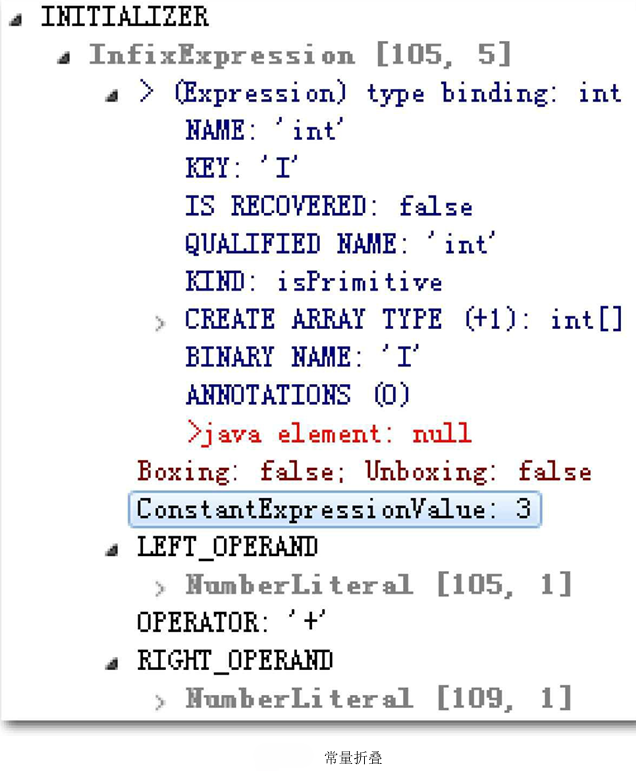 INITIALIZER
InfixExpression [105, 5]
> (Expression) type binding: int
NAME: 'int'
KEY: 'I'
IS RECOVERED: false
QUALIFIED NAME: 'int'
KIND: isPrimitive
CREATE ARRAY TYPE (+1): int[]
BINARY NAME: 'I'
ANNOTATIONS (0)
>java element: null
Boxing: false; Unboxing: false
ConstantExpressionValue: 3
LEFT_OPERAND
NumberLiteral [105, 1]
OPERATOR: '+'
RIGHT_OPERAND
NumberLiteral [109, 1]
常量折叠